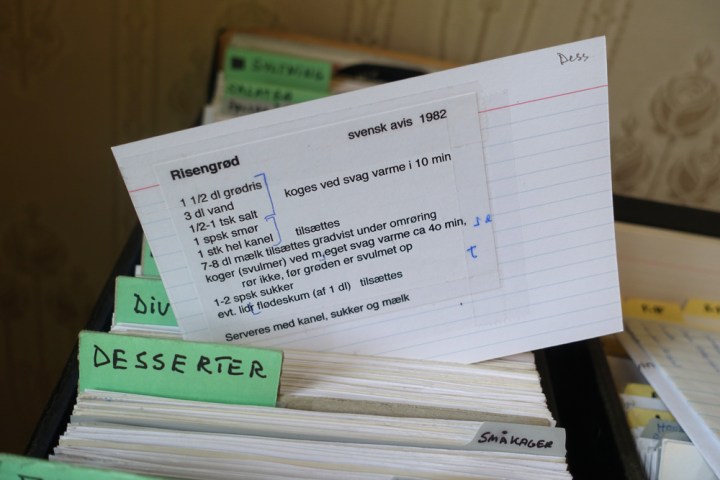 Dess
svensk avis 1982
Risengrød
1 1/2 dl grødris
3 dl vand
1/2-1 tsk salt
koges ved svag varme i 10 min
1 spsk smør
1 stk hel kanel
tilsættes
7-8 dl mælk tilsættes gradvist under omrøring
koger (svulmer) ved meget svag varme ca 4o min,
rør ikke, før grøden er svulmet op
1-2 spsk sukker
evt. lidt flødeskum (af 1 dl) tilsættes
Serveres med kanel, sukker og mælk
DIV
DESSERTER
SMÅKAGER